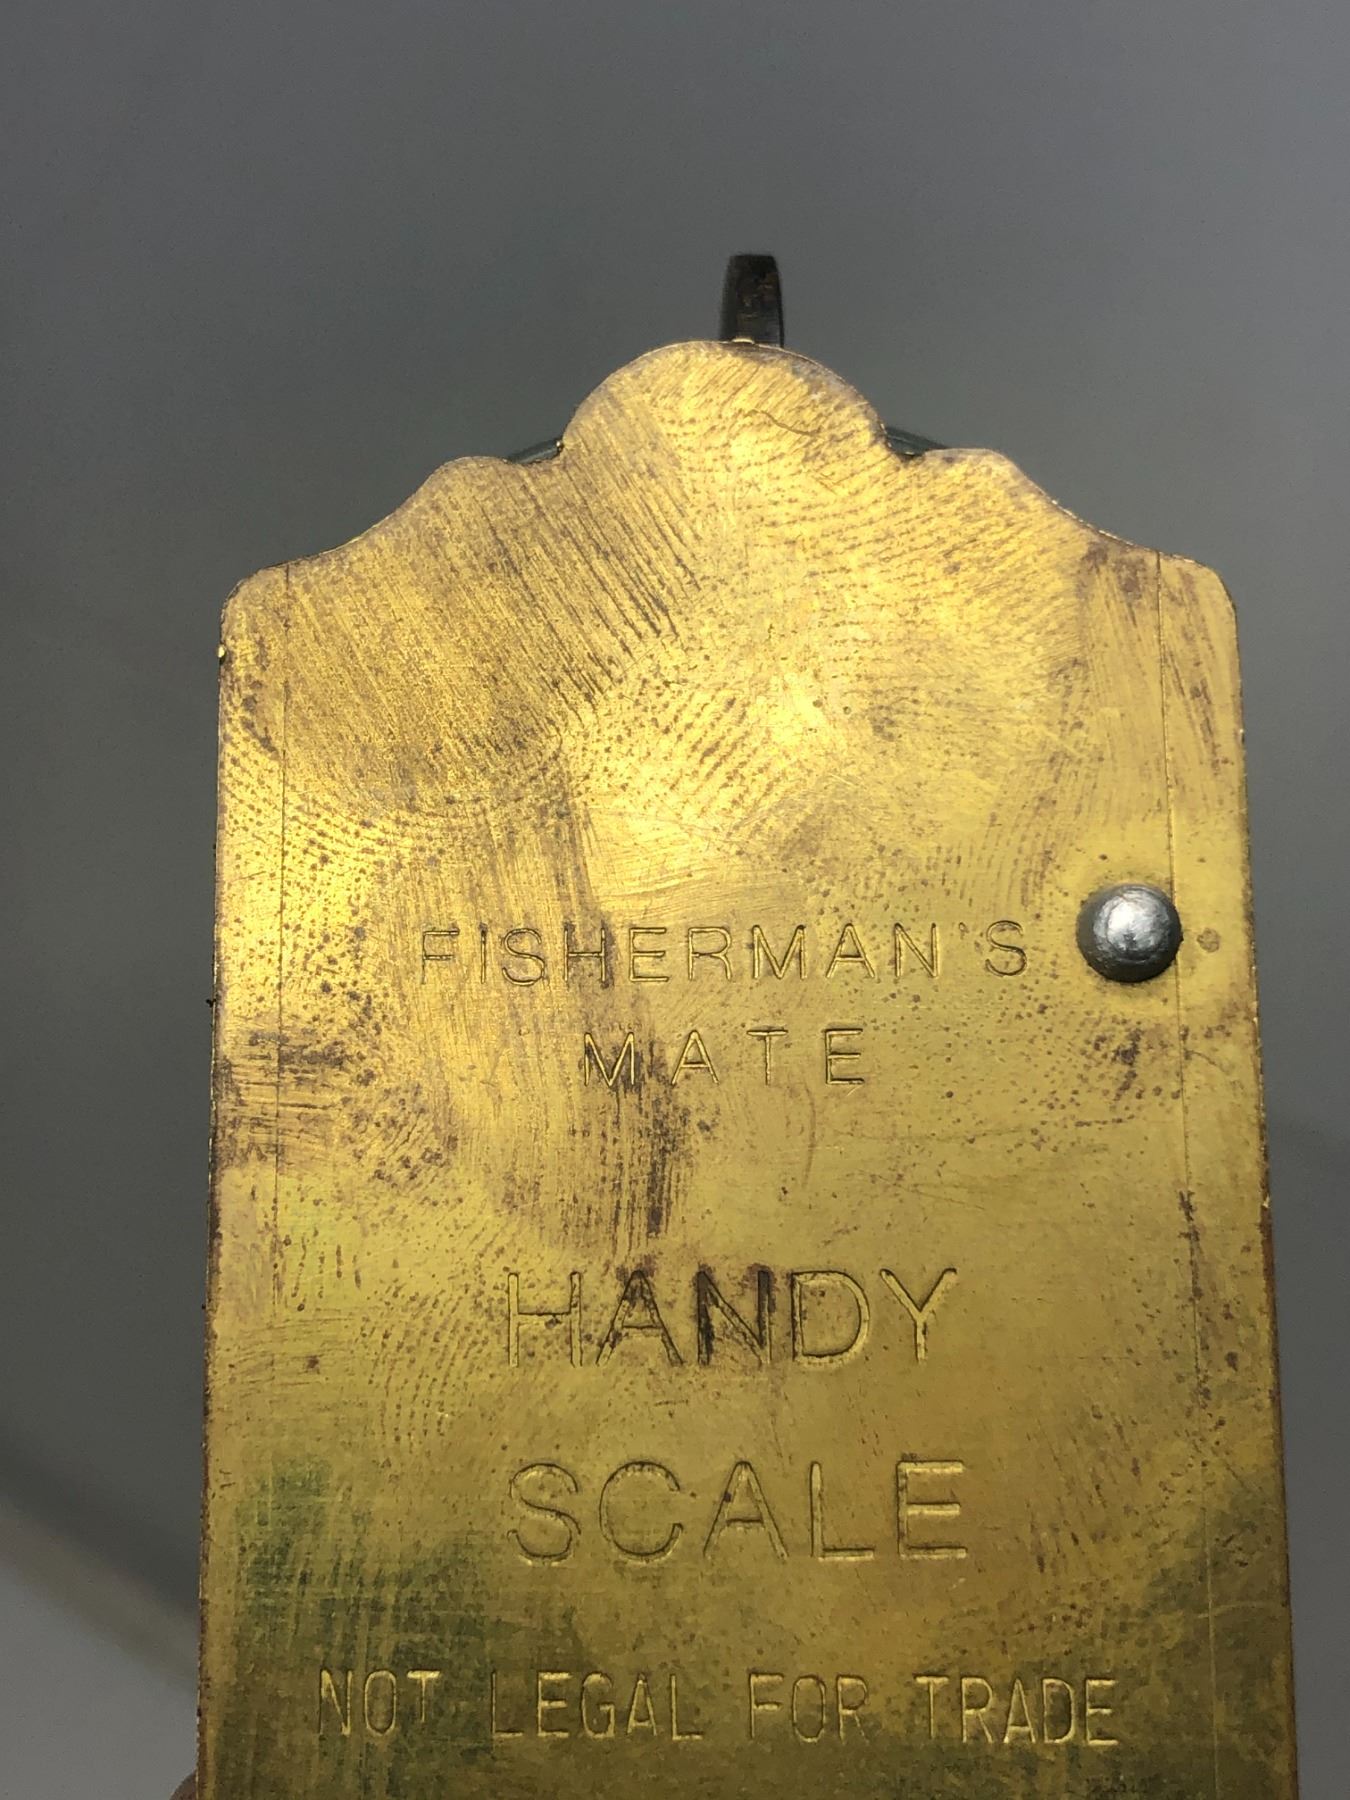 FISHERMAN'S
MATE
HANDY
SCALE
NOT LEGAL FOR TRADE